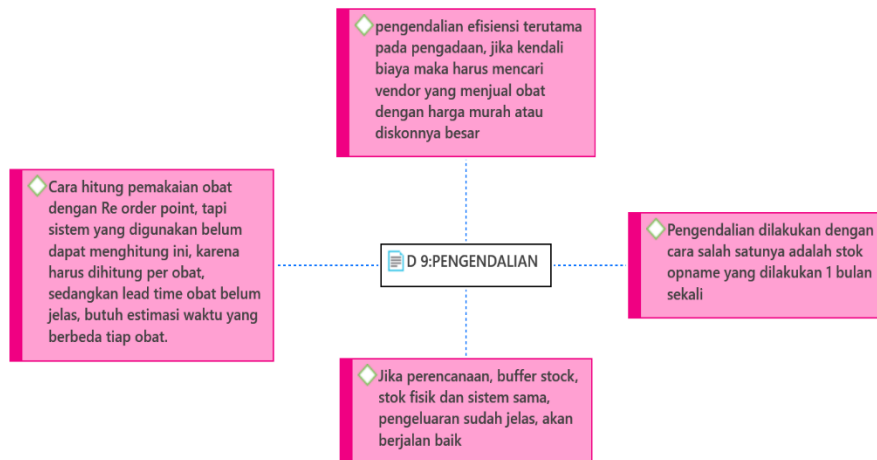 pengendalian efisiensi terutama
pada pengadaan, jika kendali
biaya maka harus mencari
vendor yang menjual obat
dengan harga murah atau
diskonnya besar
Cara hitung pemakaian obat
dengan Re order point, tapi
sistem yang digunakan belum
dapat menghitung ini, karena
harus dihitung per obat,
sedangkan lead time obat belum
jelas, butuh estimasi waktu yang
berbeda tiap obat.
D 9:PENGENDALIAN
Pengendalian dilakukan dengan
cara salah satunya adalah stok
opname yang dilakukan 1 bulan
sekali
Jika perencanaan, buffer stock,
stok fisik dan sistem sama,
pengeluaran sudah jelas, akan
berjalan baik